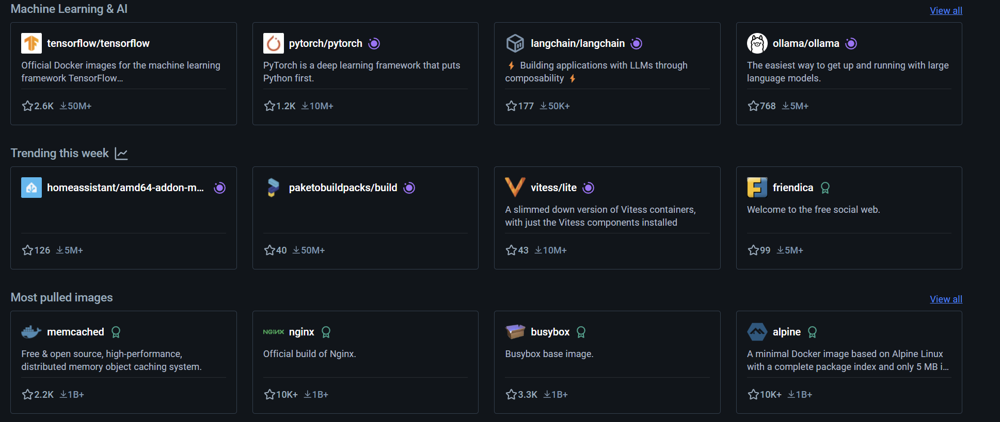 Machine Learning & AI
View all
tensorflow/tensorflow
Official Docker images for the machine learning
framework TensorFlow…
2.6K 50M+
pytorch/pytorch
PyTorch is a deep learning framework that puts
Python first.
1.2K 10M+
langchain/langchain
⚡ Building applications with LLMs through
composability ⚡
177 50K+
ollama/ollama
The easiest way to get up and running with large
language models.
768 5M+
Trending this week
homeassistant/amd64-addon-m...
126 5M+
paketobuildpacks/build
40 50M+
vitess/lite
A slimmed down version of Vitess containers,
with just the Vitess components installed
43 10M+
friendica
Welcome to the free social web.
99 5M+
Most pulled images
View all
memcached
Free & open source, high-performance,
distributed memory object caching system.
2.2K 1B+
NGINX nginx
Official build of Nginx.
10K+ 1B+
busybox
Busybox base image.
3.3K 1B+
alpine
A minimal Docker image based on Alpine Linux
with a complete package index and only 5 MB i...
10K+ 1B+